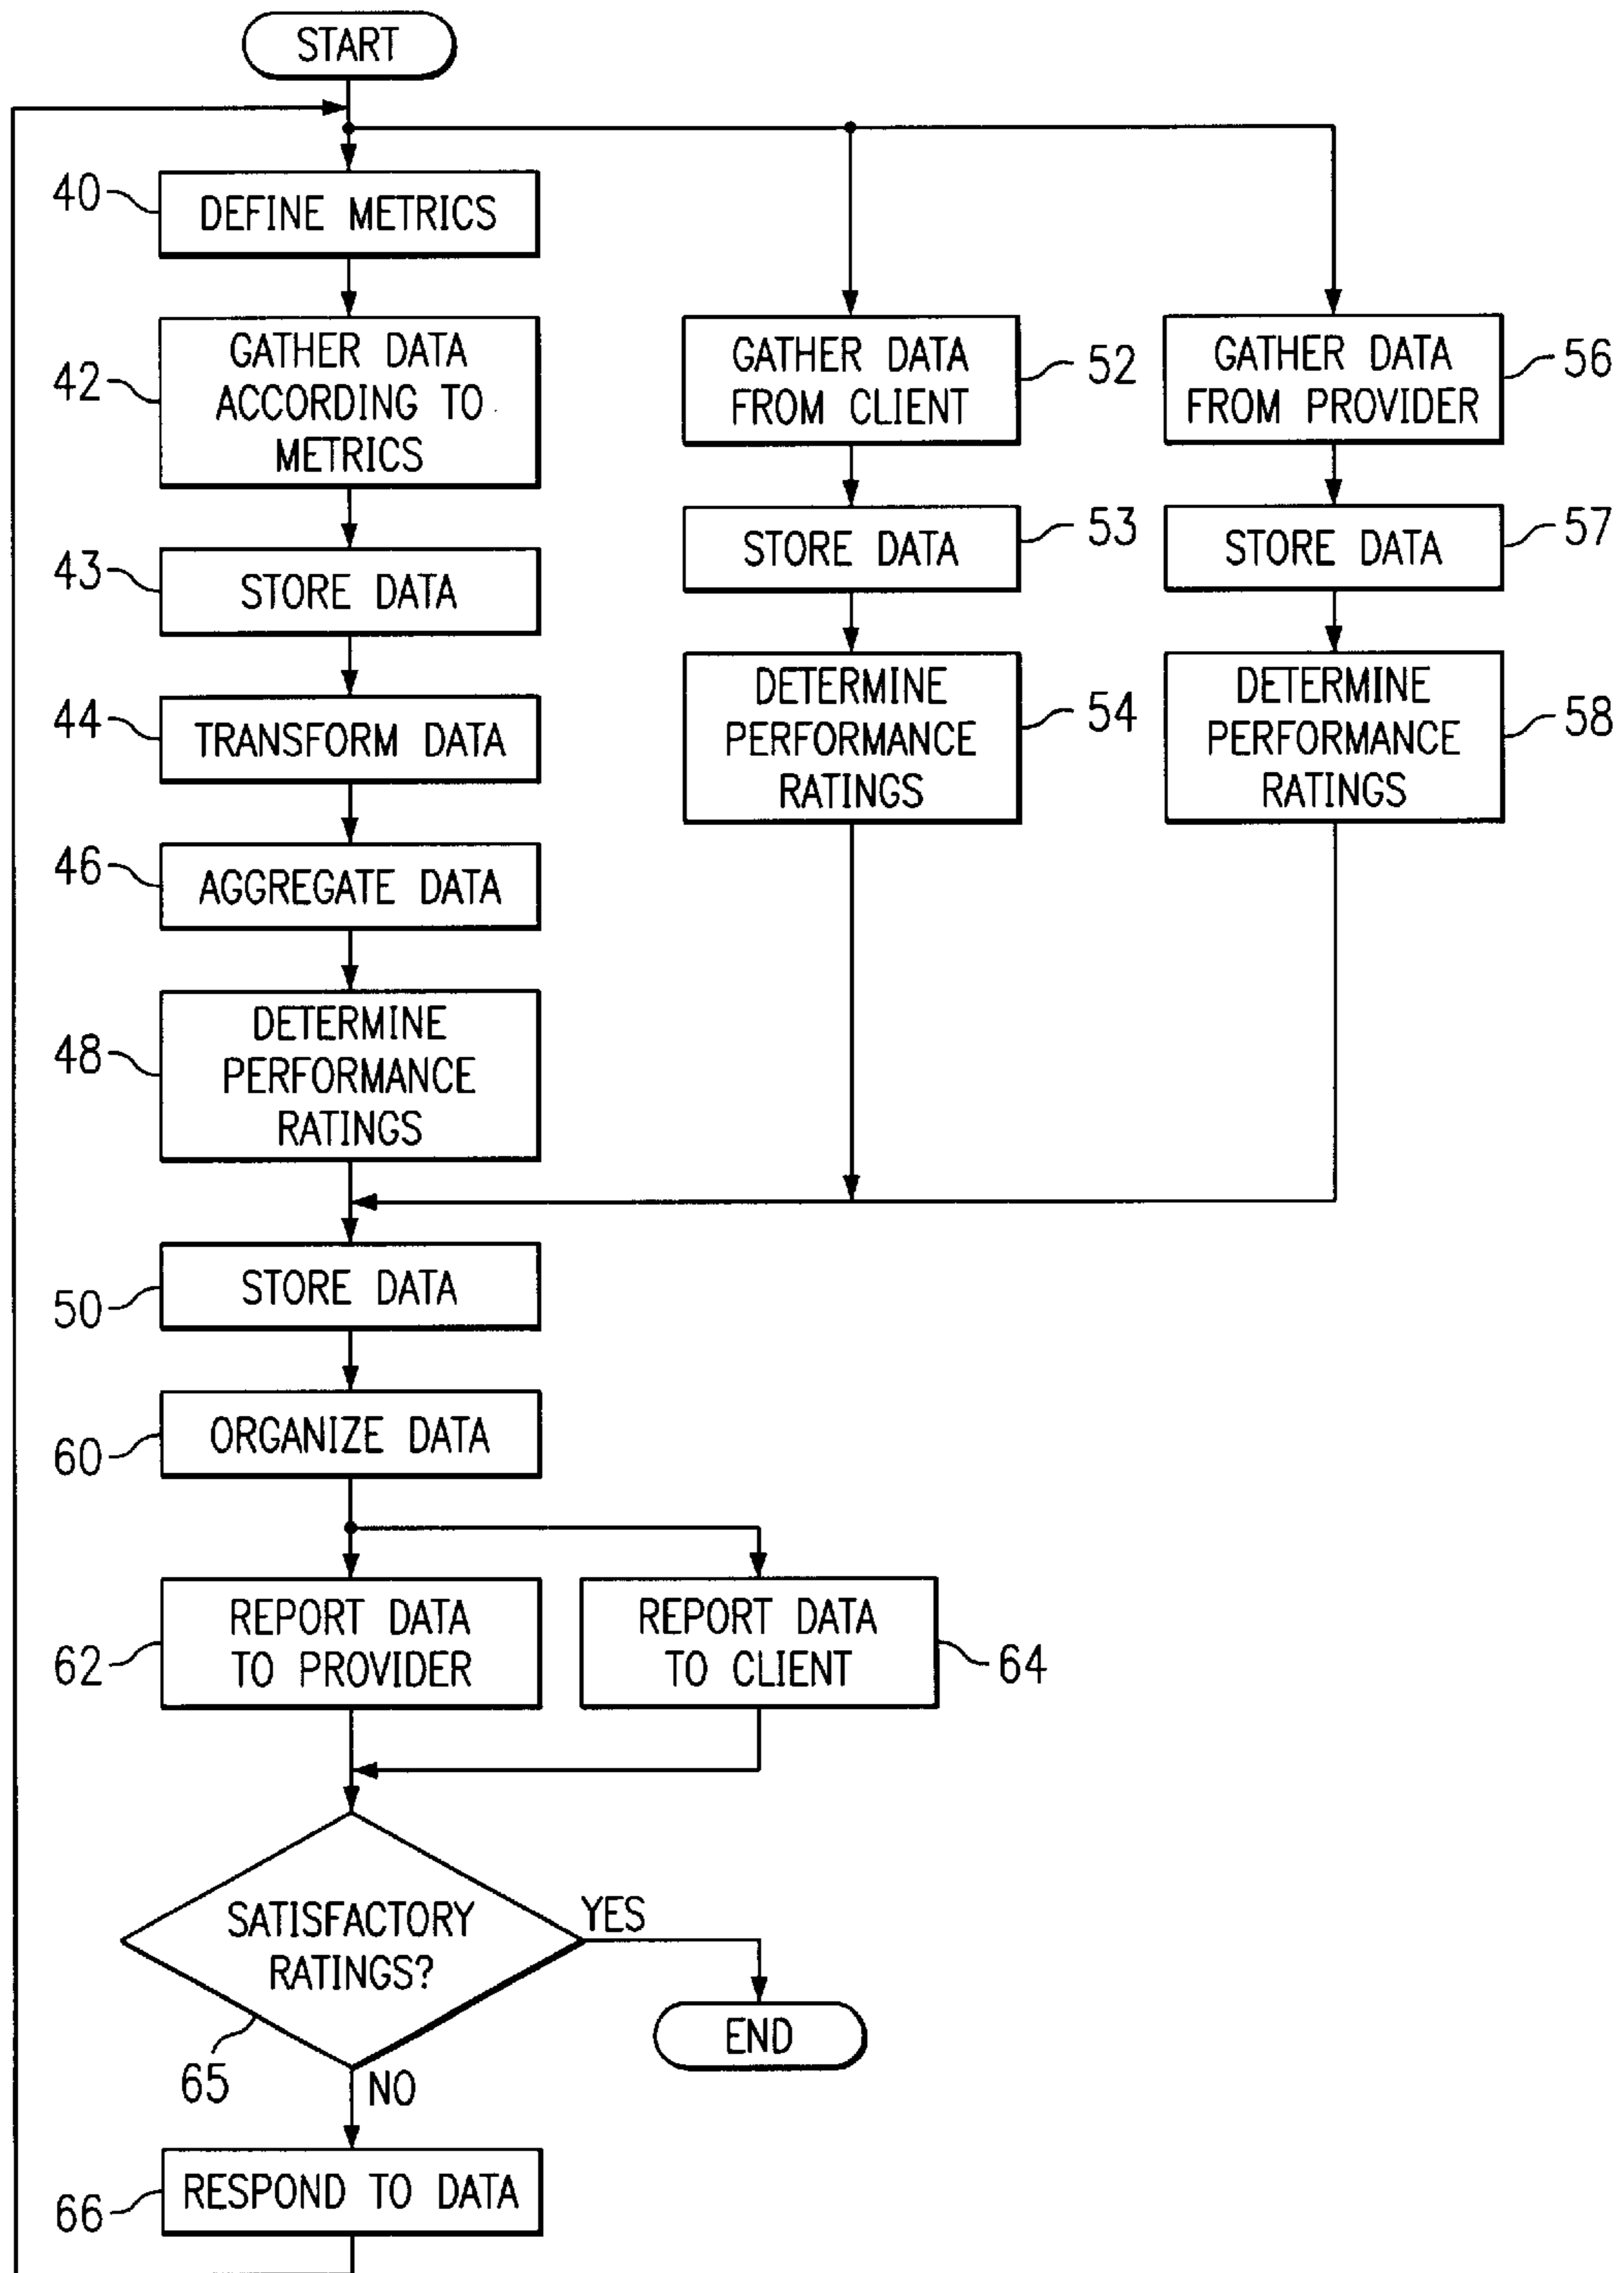 START
40
DEFINE METRICS
42
GATHER DATA
ACCORDING TO
METRICS
43
STORE DATA
44
TRANSFORM DATA
46
AGGREGATE DATA
48
DETERMINE
PERFORMANCE
RATINGS
GATHER DATA
FROM CLIENT
52
STORE DATA
53
DETERMINE
PERFORMANCE
RATINGS
54
GATHER DATA
FROM PROVIDER
56
STORE DATA
57
DETERMINE
PERFORMANCE
RATINGS
58
50
STORE DATA
60
ORGANIZE DATA
62
REPORT DATA
TO PROVIDER
REPORT DATA
TO CLIENT
64
SATISFACTORY
RATINGS?
65
YES
END
NO
66
RESPOND TO DATA